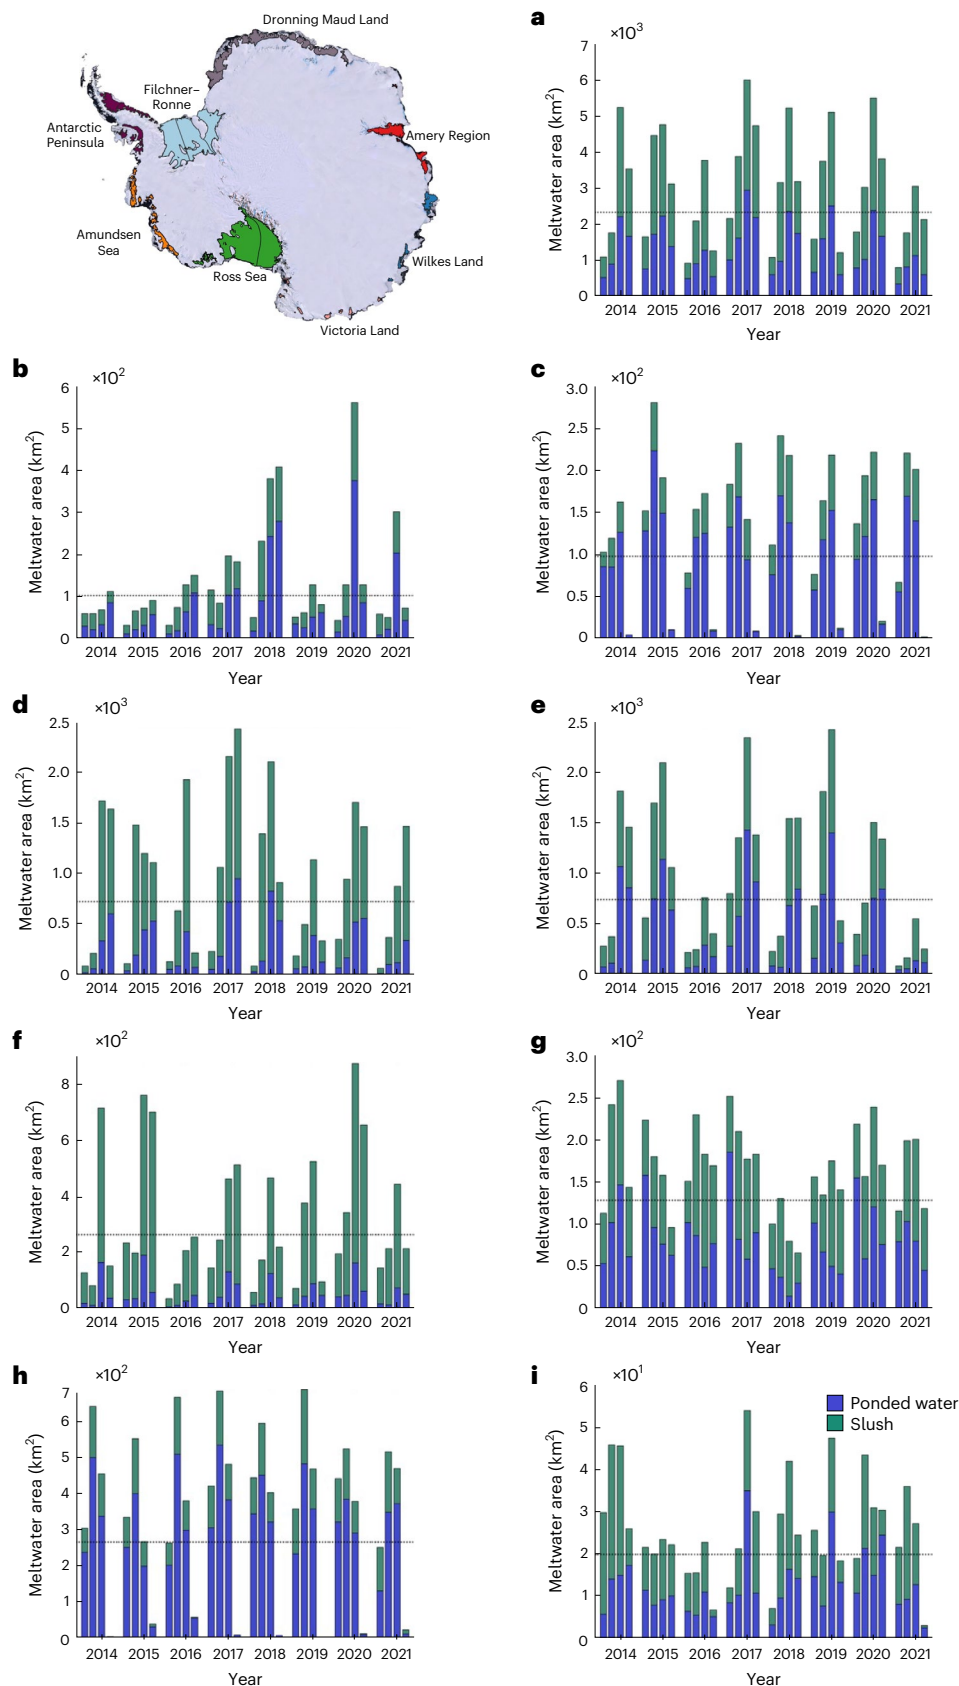 Dronning Maud Land
Filchner–
Ronne
Antarctic
Peninsula
Amery Region
Amundsen
Sea
Ross Sea
Wilkes Land
Victoria Land
a
×10³
Meltwater area (km²)
7
6
5
4
3
2
1
0
2014 2015 2016 2017 2018 2019 2020 2021
Year
b
×10²
Meltwater area (km²)
6
5
4
3
2
1
0
2014 2015 2016 2017 2018 2019 2020 2021
Year
c
×10²
Meltwater area (km²)
3.0
2.5
2.0
1.5
1.0
0.5
0
2014 2015 2016 2017 2018 2019 2020 2021
Year
d
×10³
Meltwater area (km²)
2.5
2.0
1.5
1.0
0.5
0
2014 2015 2016 2017 2018 2019 2020 2021
Year
e
×10³
Meltwater area (km²)
2.5
2.0
1.5
1.0
0.5
0
2014 2015 2016 2017 2018 2019 2020 2021
Year
f
×10²
Meltwater area (km²)
8
6
4
2
0
2014 2015 2016 2017 2018 2019 2020 2021
Year
g
×10²
Meltwater area (km²)
3.0
2.5
2.0
1.5
1.0
0.5
0
2014 2015 2016 2017 2018 2019 2020 2021
Year
h
×10²
Meltwater area (km²)
7
6
5
4
3
2
1
0
2014 2015 2016 2017 2018 2019 2020 2021
Year
i
×10¹
Meltwater area (km²)
6
5
4
3
2
1
0
Ponded water
Slush
2014 2015 2016 2017 2018 2019 2020 2021
Year